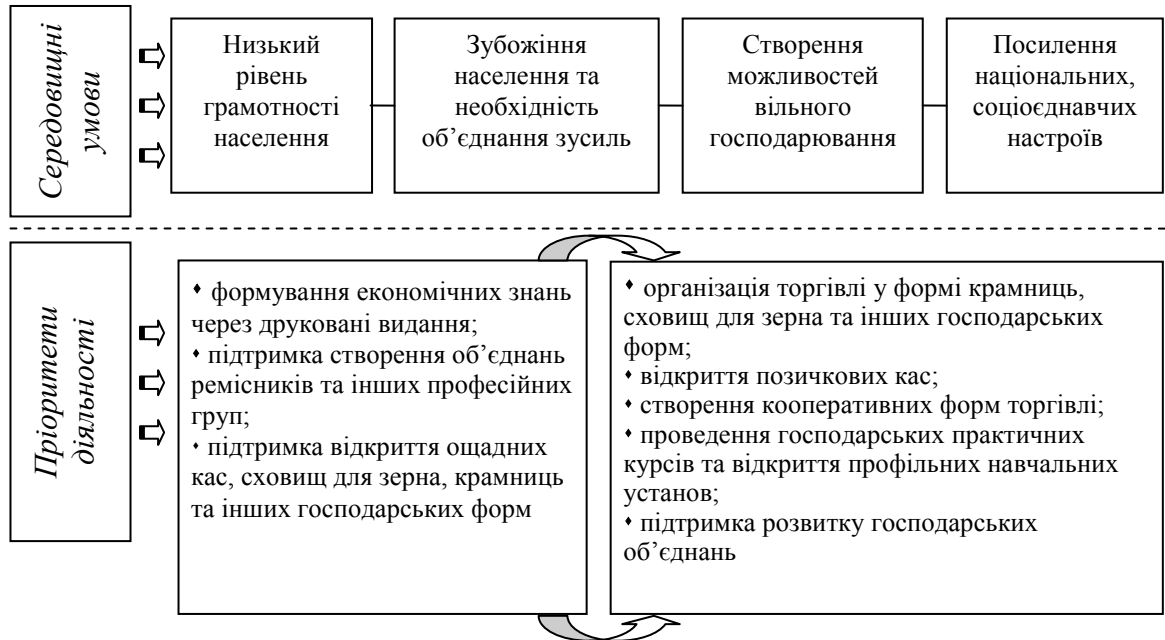 Середовищні
умови
Низький
рівень
грамотності
населення
Зубожіння
населення та
необхідність
об’єднання зусиль
Створення
можливостей
вільного
господарювання
Посилення
національних,
соціоєднавчих
настроїв
Пріоритети
діяльності
• формування економічних знань
через друковані видання;
• підтримка створення об’єднань
ремісників та інших професійних
груп;
• підтримка відкриття ощадних
кас, сховищ для зерна, крамниць
та інших господарських форм
• організація торгівлі у формі крамниць,
сховищ для зерна та інших господарських
форм;
• відкриття позичкових кас;
• створення кооперативних форм торгівлі;
• проведення господарських практичних
курсів та відкриття профільних навчальних
установ;
• підтримка розвитку господарських
об’єднань